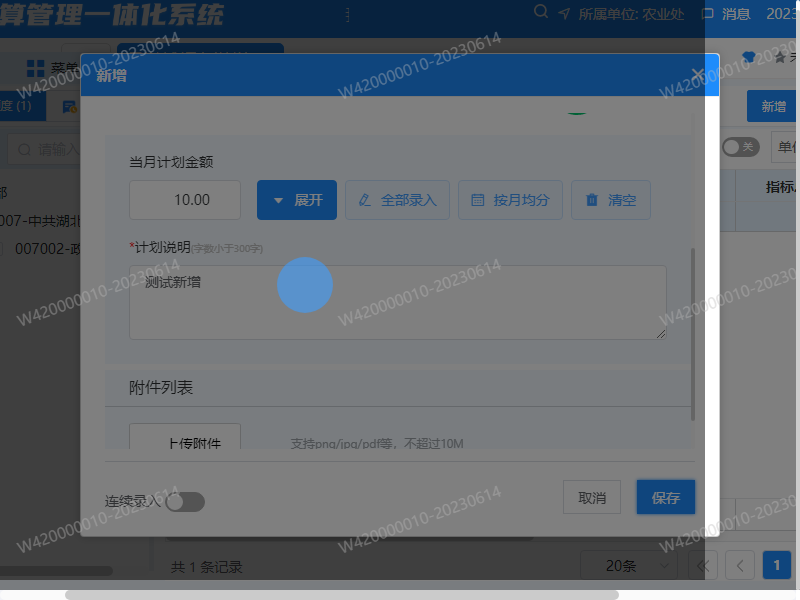 算管理一体化系统
所属单位: 农业处
消息
2023
菜单
新增
度 (1)
新增
请输入
关
单位
当月计划金额
部
指标
10.00
展开
全部录入
按月均分
清空
007-中共湖北
*计划说明(字数小于300字)
007002-政
测试新增
附件列表
上传附件
支持png/jpg/pdf等，不超过10M
连续录入
取消
保存
共 1 条记录
20条
1
W420000010-20230614
W420000010-20230614
W420000010-2023
W420000010-20230614
W420000010-20230614
W420000010-2023
W420000010-20230614
W420000010-20230614
W420000010-2023